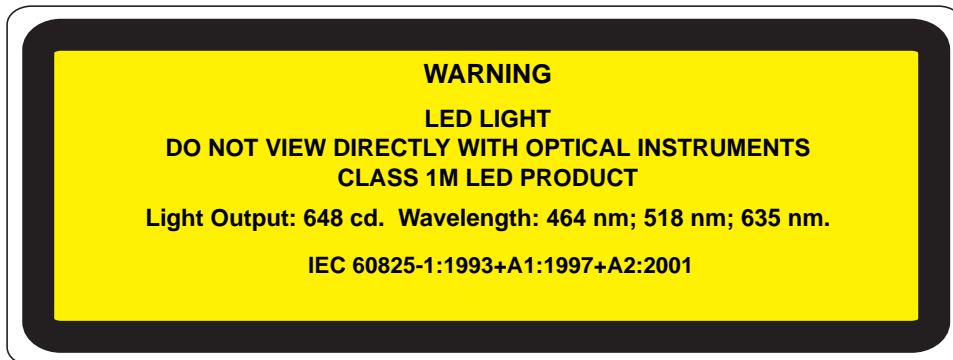 WARNING
LED LIGHT
DO NOT VIEW DIRECTLY WITH OPTICAL INSTRUMENTS
CLASS 1M LED PRODUCT
Light Output: 648 cd.  Wavelength: 464 nm; 518 nm; 635 nm.
IEC 60825-1:1993+A1:1997+A2:2001